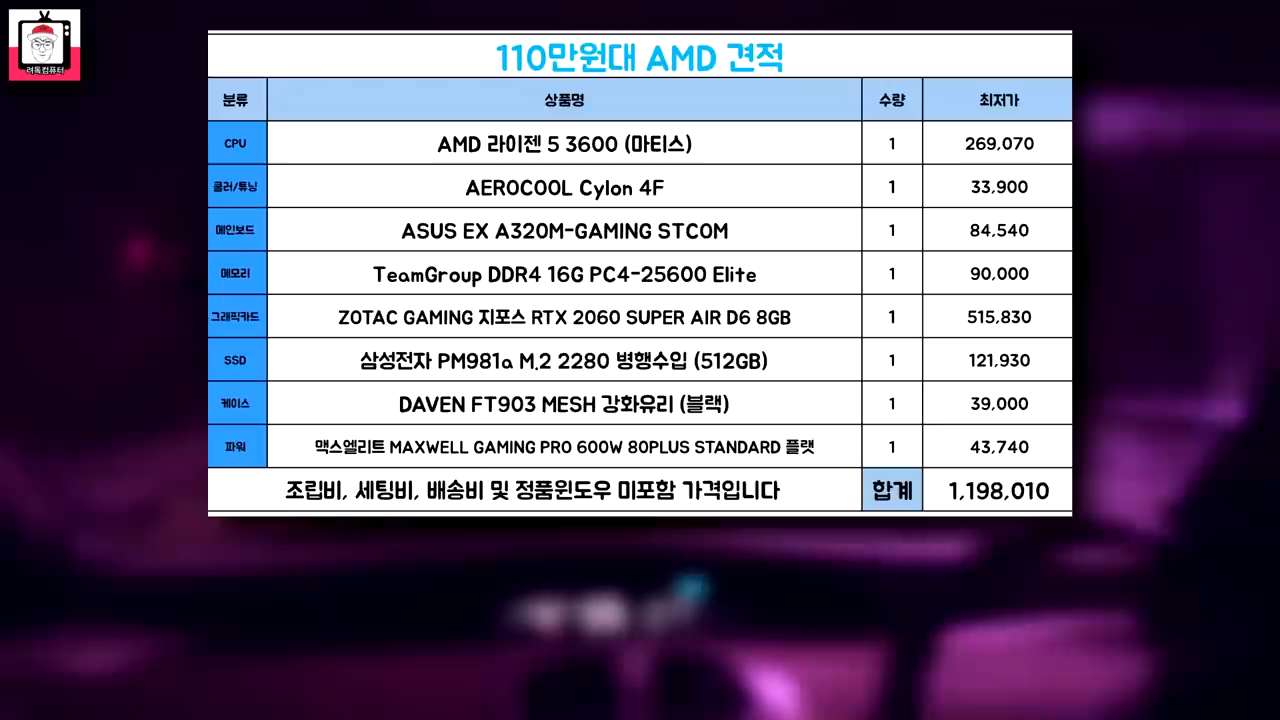 려톡컴퓨터
110만원대 AMD 견적
분류 상품명 수량 최저가
CPU AMD 라이젠 5 3600 (마티스) 1 269,070
쿨러/튜닝 AEROCOOL Cylon 4F 1 33,900
메인보드 ASUS EX A320M-GAMING STCOM 1 84,540
메모리 TeamGroup DDR4 16G PC4-25600 Elite 1 90,000
그래픽카드 ZOTAC GAMING 지포스 RTX 2060 SUPER AIR D6 8GB 1 515,830
SSD 삼성전자 PM981a M.2 2280 병행수입 (512GB) 1 121,930
케이스 DAVEN FT903 MESH 강화유리 (블랙) 1 39,000
파워 맥스엘리트 MAXWELL GAMING PRO 600W 80PLUS STANDARD 플랫 1 43,740
조립비, 세팅비, 배송비 및 정품윈도우 미포함 가격입니다 합계 1,198,010